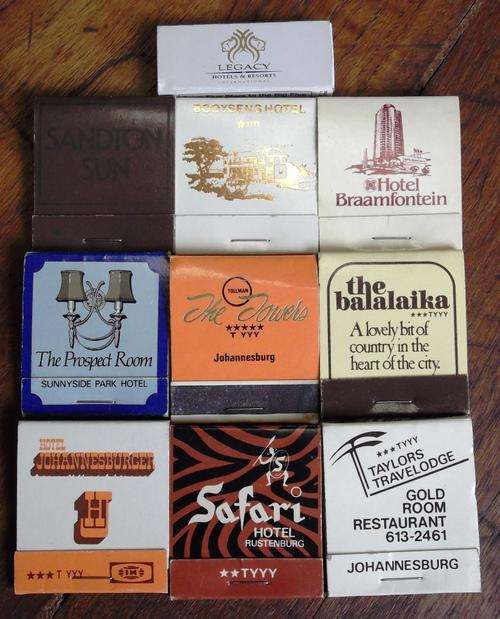 LEGACY
HOTELS & RESORTS
INTERNATIONAL
SANDTON
SUN
BOOYSENS HOTEL
Hotel
Braamfontein
The Prospect Room
SUNNYSIDE PARK HOTEL
TOLLMAN
The Towers
★★★★★
T YYY
Johannesburg
the
balalaika
★★★TYYY
A lovely bit of
country in the
heart of the city.
HOTEL
JOHANNESBURGER
H
★★★T YYY
Safari
HOTEL
RUSTENBURG
★★TYYY
★★★TYYY
TAYLORS
TRAVELODGE
GOLD
ROOM
RESTAURANT
613-2461
JOHANNESBURG